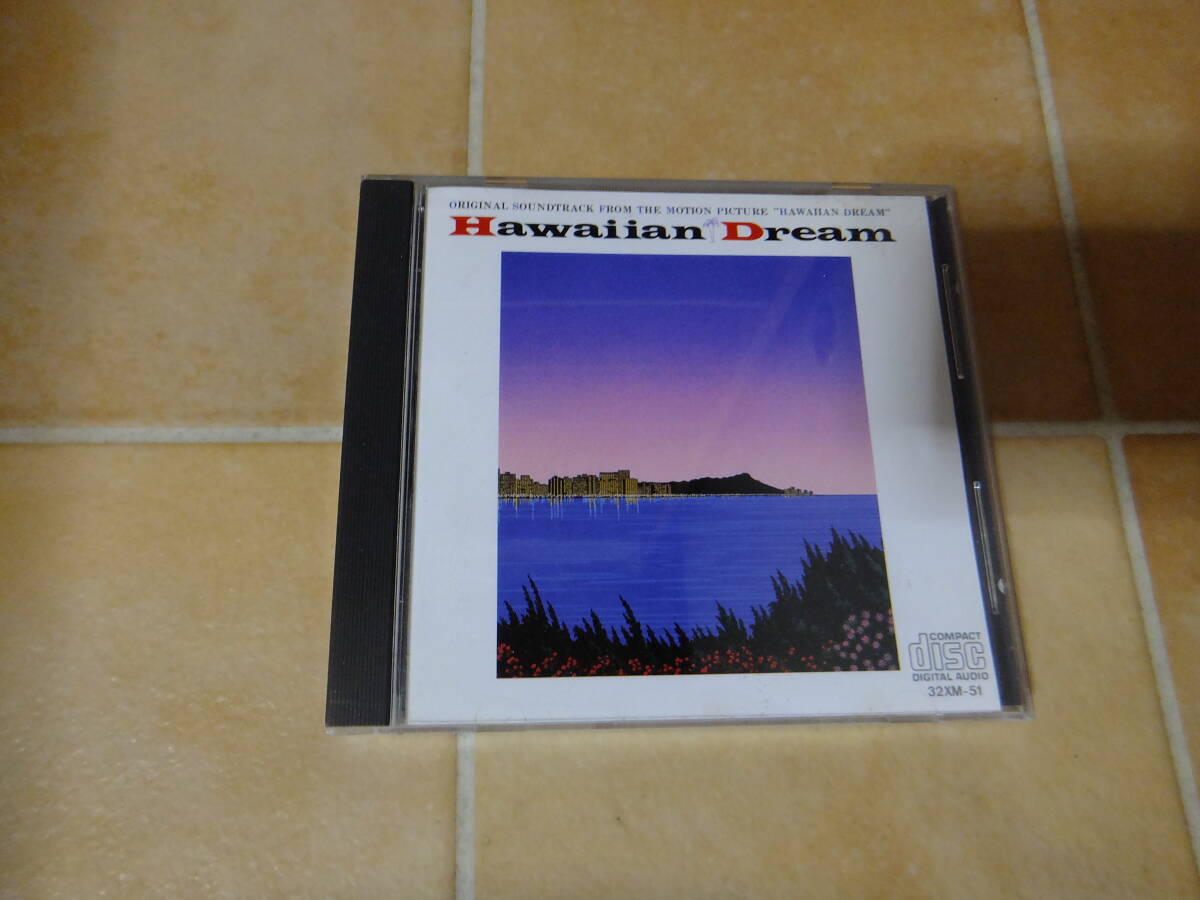 ORIGINAL SOUNDTRACK FROM THE MOTION PICTURE "HAWAIIAN DREAM"
Hawaiian Dream
COMPACT
disc
DIGITAL AUDIO
32XM-51